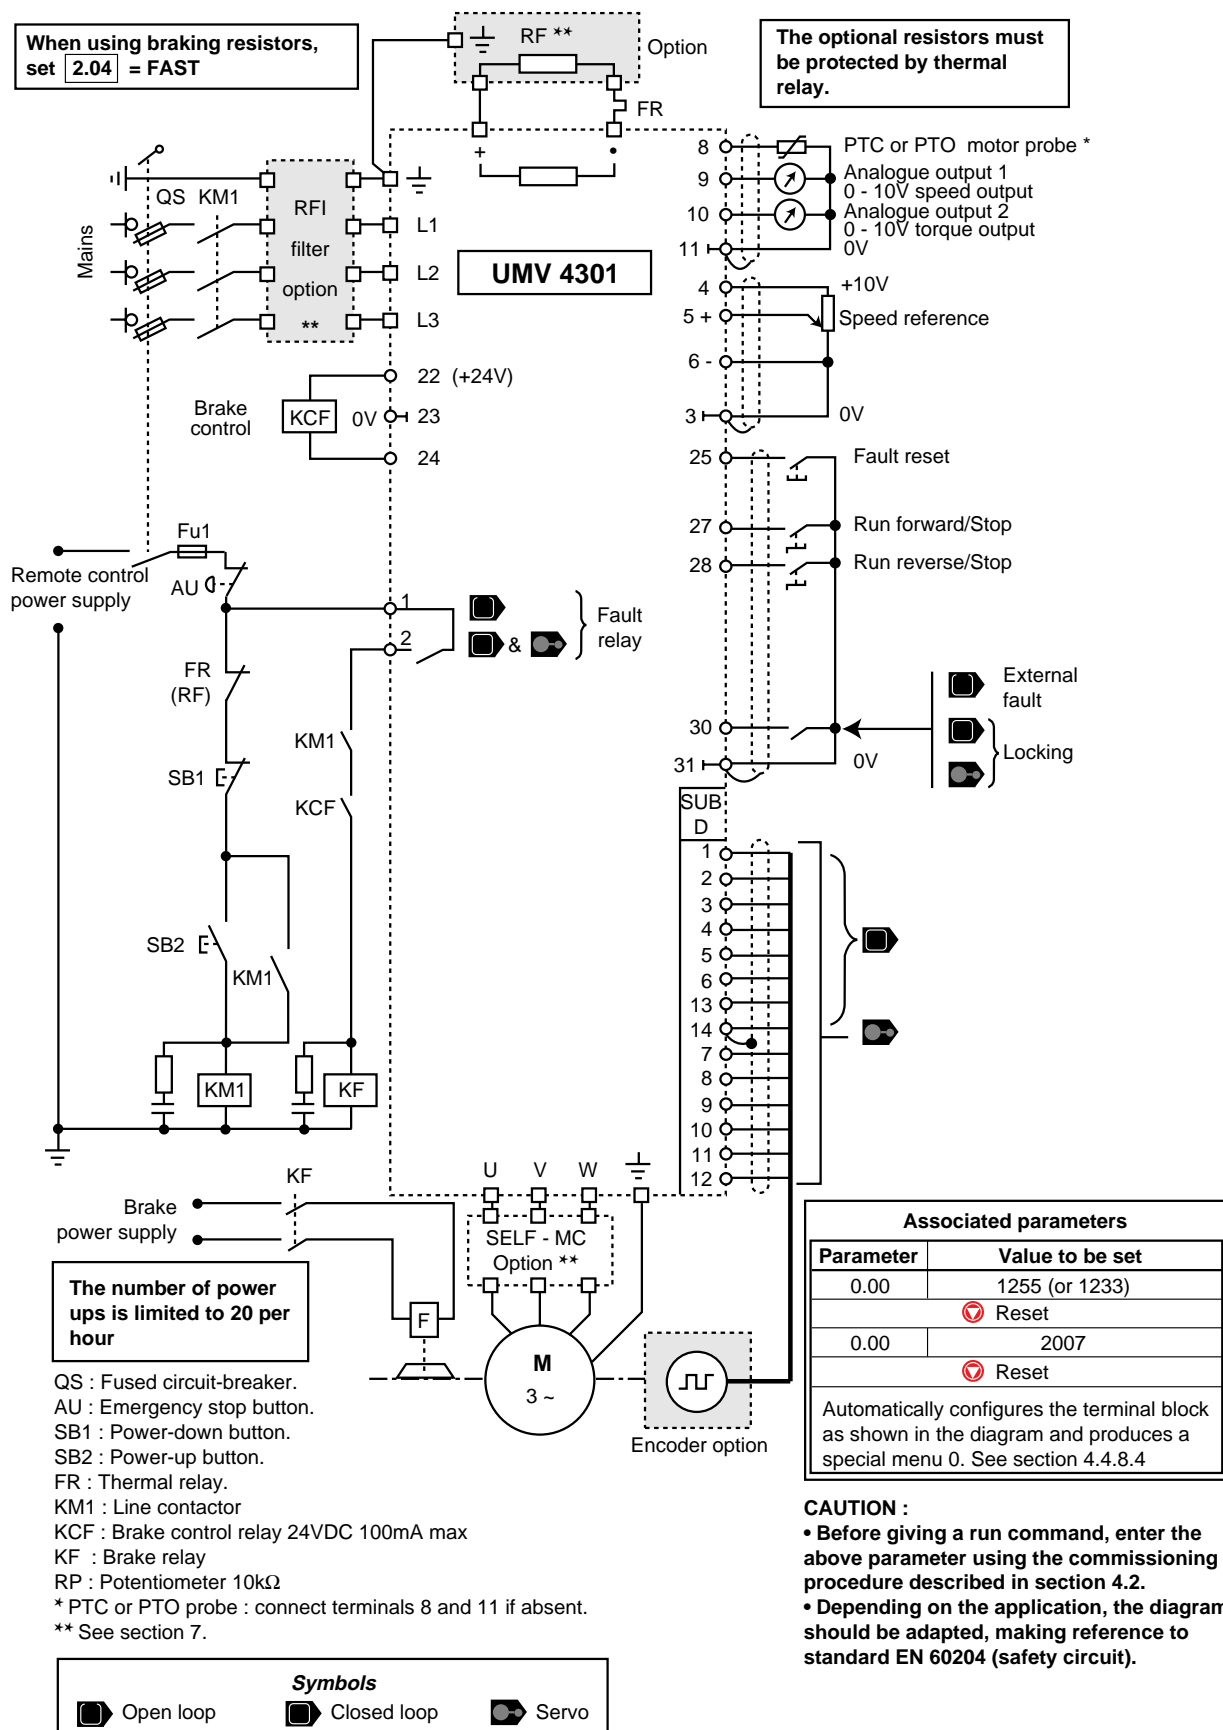 When using braking resistors,
set 2.04 = FAST
RF **
Option
The optional resistors must
be protected by thermal
relay.
FR
+
8
PTC or PTO motor probe *
9
Analogue output 1
0 - 10V speed output
10
Analogue output 2
0 - 10V torque output
11
0V
QS KM1
Mains
RFI
filter
option
**
L1
L2
L3
UMV 4301
4
+10V
5 +
Speed reference
6 -
3
0V
22 (+24V)
Brake
control
KCF
0V
23
24
25
Fault reset
27
Run forward/Stop
28
Run reverse/Stop
Fu1
Remote control
power supply
AU
1
2
&
Fault
relay
FR
(RF)
External
fault
30
Locking
31
0V
KM1
SB1
KCF
SUB
D
1
2
3
4
5
6
13
14
7
8
9
10
11
12
SB2
KM1
KM1
KF
U
V
W
KF
Brake
power supply
SELF - MC
Option **
F
M
3 ~
Encoder option
The number of power
ups is limited to 20 per
hour
QS : Fused circuit-breaker.
AU : Emergency stop button.
SB1 : Power-down button.
SB2 : Power-up button.
FR : Thermal relay.
KM1 : Line contactor
KCF : Brake control relay 24VDC 100mA max
KF : Brake relay
RP : Potentiometer 10kΩ
* PTC or PTO probe : connect terminals 8 and 11 if absent.
** See section 7.
Associated parameters
Parameter Value to be set
0.00 1255 (or 1233)
Reset
0.00 2007
Reset
Automatically configures the terminal block
as shown in the diagram and produces a
special menu 0. See section 4.4.8.4
CAUTION :
• Before giving a run command, enter the
above parameter using the commissioning
procedure described in section 4.2.
• Depending on the application, the diagram
should be adapted, making reference to
standard EN 60204 (safety circuit).
Symbols
Open loop
Closed loop
Servo